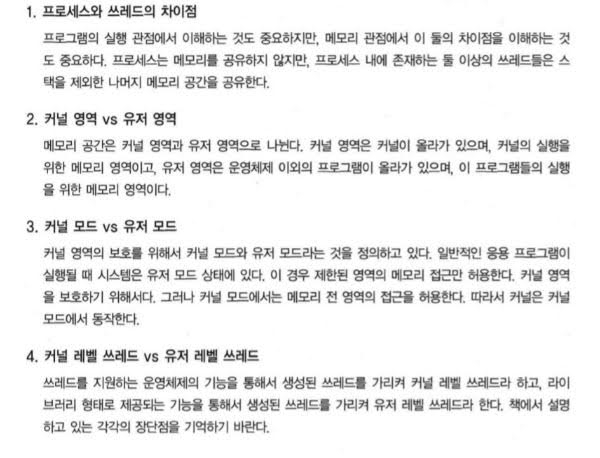 1. 프로세스와 쓰레드의 차이점
프로그램의 실행 관점에서 이해하는 것도 중요하지만, 메모리 관점에서 이 둘의 차이점을 이해하는 것
도 중요하다. 프로세스는 메모리를 공유하지 않지만, 프로세스 내에 존재하는 둘 이상의 쓰레드들은 스
택을 제외한 나머지 메모리 공간을 공유한다.
2. 커널 영역 vs 유저 영역
메모리 공간은 커널 영역과 유저 영역으로 나뉜다. 커널 영역은 커널이 올라가 있으며, 커널의 실행을
위한 메모리 영역이고, 유저 영역은 운영체제 이외의 프로그램이 올라가 있으며, 이 프로그램들의 실행
을 위한 메모리 영역이다.
3. 커널 모드 vs 유저 모드
커널 영역의 보호를 위해서 커널 모드와 유저 모드라는 것을 정의하고 있다. 일반적인 응용 프로그램이
실행될 때 시스템은 유저 모드 상태에 있다. 이 경우 제한된 영역의 메모리 접근만 허용한다. 커널 영역
을 보호하기 위해서다. 그러나 커널 모드에서는 메모리 전 영역의 접근을 허용한다. 따라서 커널은 커널
모드에서 동작한다.
4. 커널 레벨 쓰레드 vs 유저 레벨 쓰레드
쓰레드를 지원하는 운영체제의 기능을 통해서 생성된 쓰레드를 가리켜 커널 레벨 쓰레드라 하고, 라이
브러리 형태로 제공되는 기능을 통해서 생성된 쓰레드를 가리켜 유저 레벨 쓰레드라 한다. 책에서 설명
하고 있는 각각의 장단점을 기억하기 바란다.